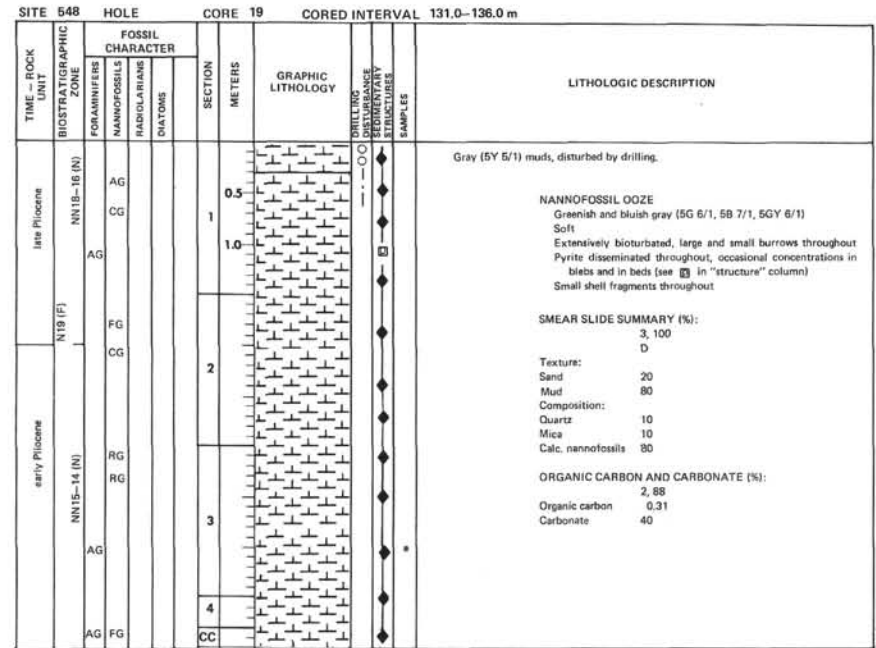 SITE 548 HOLE CORE 19 CORED INTERVAL 131.0–136.0 m
TIME – ROCK UNIT
BIOSTRATIGRAPHIC ZONE
FOSSIL CHARACTER
FORAMINIFERS
NANNOFOSSILS
RADIOLARIANS
DIATOMS
SECTION
METERS
GRAPHIC LITHOLOGY
DRILLING DISTURBANCE
SEDIMENTARY STRUCTURES
SAMPLES
LITHOLOGIC DESCRIPTION
late Pliocene
early Pliocene
NN18–16 (N)
N19 (F)
NN15–14 (N)
AG
AG
AG
AG
CG
FG
CG
RG
RG
FG
1
2
3
4
CC
0.5
1.0
*
Gray (5Y 5/1) muds, disturbed by drilling.
NANNOFOSSIL OOZE
Greenish and bluish gray (5G 6/1, 5B 7/1, 5GY 6/1)
Soft
Extensively bioturbated, large and small burrows throughout
Pyrite disseminated throughout, occasional concentrations in
blebs and in beds (see in "structure" column)
Small shell fragments throughout
SMEAR SLIDE SUMMARY (%):
3, 100
D
Texture:
Sand 20
Mud 80
Composition:
Quartz 10
Mica 10
Calc. nannofossils 80
ORGANIC CARBON AND CARBONATE (%):
2, 88
Organic carbon 0.31
Carbonate 40